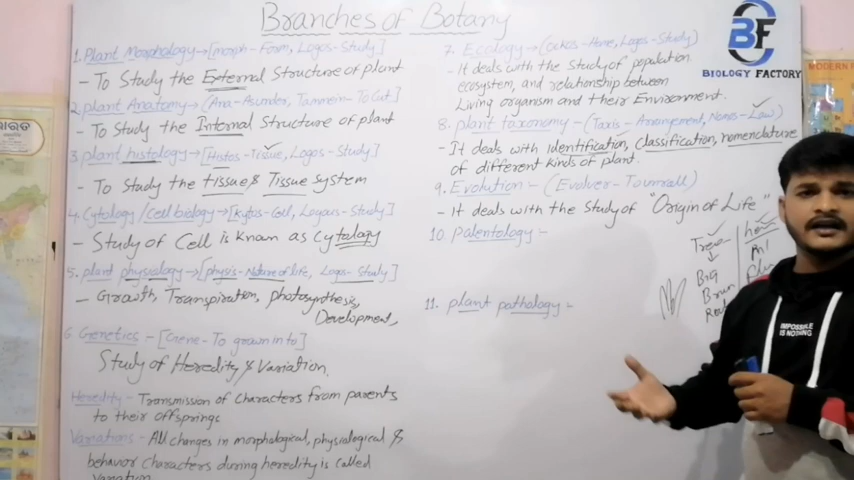 Branches of Botany
1. Plant Morphology → [morph - Form, Logos - Study]
- To Study the External Structure of plant
2. plant Anatomy → (Ana - Asunder, Tamnein - To Cut]
- To Study the Internal Structure of plant
3. plant histology → [Histos - Tissue, Logos - Study]
- To Study the tissue & Tissue system
4. Cytology / Cell biology → [Kytos - Cell, Logous - Study]
- Study of Cell is Known as Cytalogy
5. plant physiology → [physis - Nature of life, Logos - Study]
- Growth, Transpiration, photosynthesis,
Development,
6. Genetics - [Gene - To grown into]
Study of Heredity & Variation.
Heredity - Transmission of characters from parents
to their offsprings
Variations - All changes in morphological, physiological &
behavior characters during heredity is called
variation
7. Ecology → (oekos - Home, Logos - Study)
- It deals with the study of population
ecosystem, and relationship between
Living organism and their Environment.
8. plant taxonomy - (Taxis - Arrangement, Nomos - Law)
- It deals with identification, classification, nomenclature
of different kinds of plant.
9. Evolution - (Evolver - To unroll)
- It deals with the Study of "Origin of Life"
10. Palentology -
11. plant pathology -
BF
BIOLOGY FACTORY
MODERN
IMPOSSIBLE
IS NOTHING